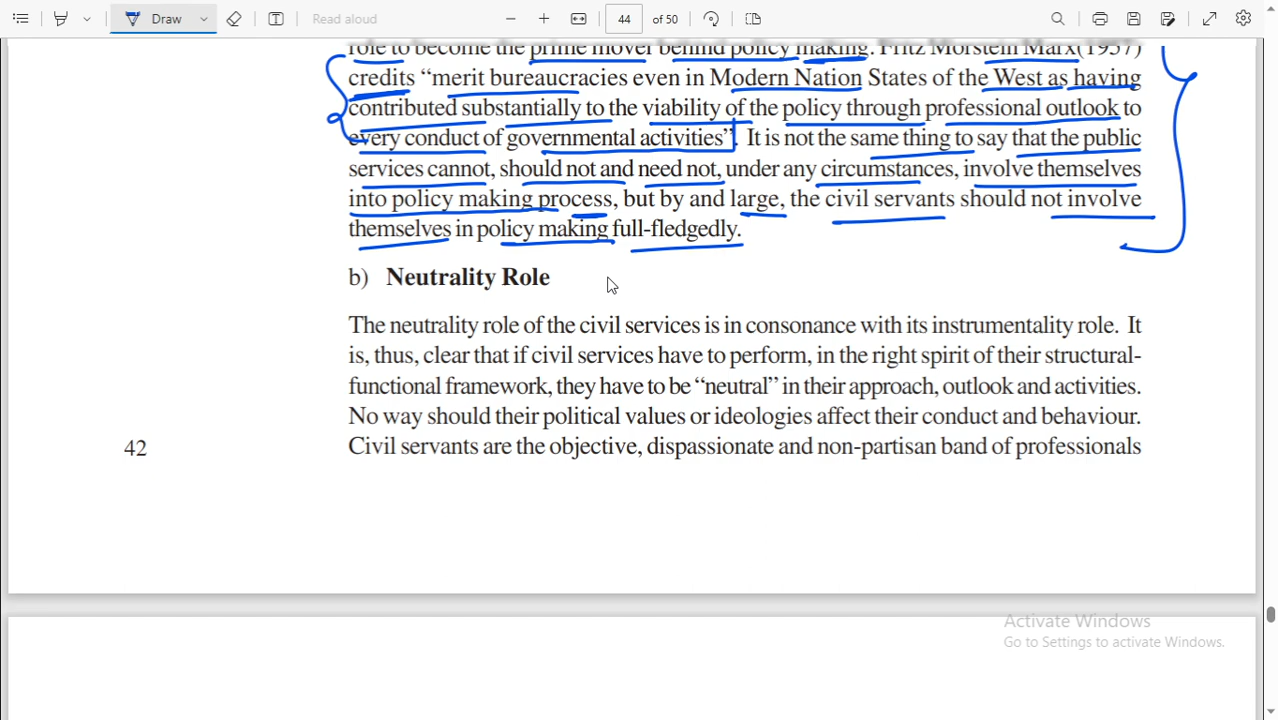 Draw
Read aloud
44 of 50
role to become the prime mover behind policy making. Fritz Morstein Marx(1957)
credits “merit bureaucracies even in Modern Nation States of the West as having
contributed substantially to the viability of the policy through professional outlook to
every conduct of governmental activities”. It is not the same thing to say that the public
services cannot, should not and need not, under any circumstances, involve themselves
into policy making process, but by and large, the civil servants should not involve
themselves in policy making full-fledgedly.
b) Neutrality Role
The neutrality role of the civil services is in consonance with its instrumentality role. It
is, thus, clear that if civil services have to perform, in the right spirit of their structural-
functional framework, they have to be “neutral” in their approach, outlook and activities.
No way should their political values or ideologies affect their conduct and behaviour.
42
Civil servants are the objective, dispassionate and non-partisan band of professionals
Activate Windows
Go to Settings to activate Windows.